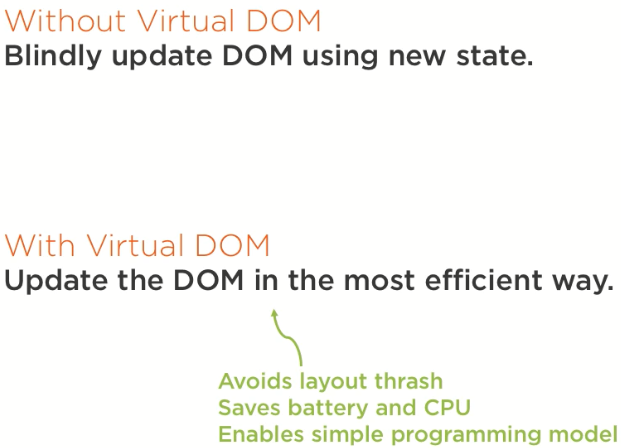 Without Virtual DOM
Blindly update DOM using new state.
With Virtual DOM
Update the DOM in the most efficient way.
Avoids layout thrash
Saves battery and CPU
Enables simple programming model